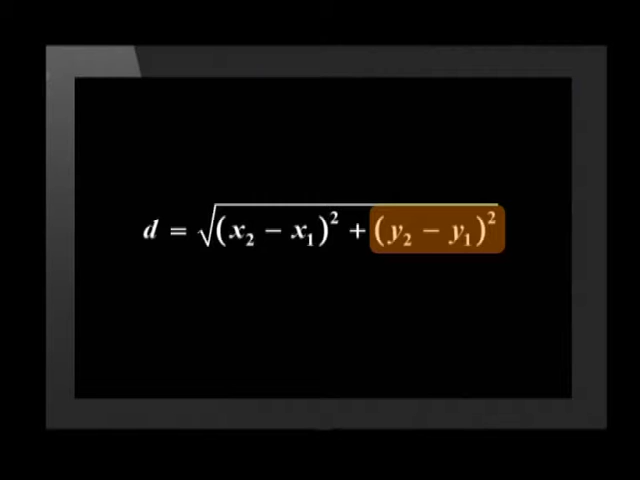 d = √(x₂ − x₁)² + (y₂ − y₁)²